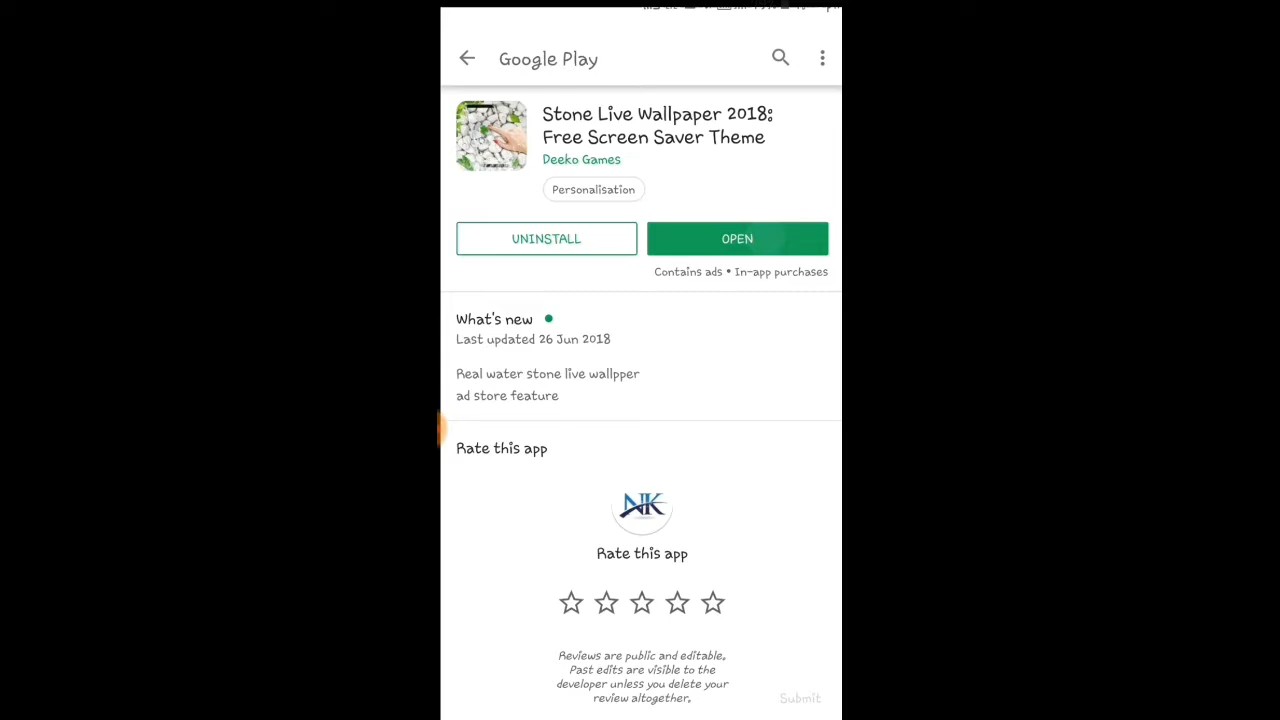 Google Play
Stone Live Wallpaper 2018:
Free Screen Saver Theme
Deeko Games
Personalisation
UNINSTALL
OPEN
Contains ads • In-app purchases
What's new
Last updated 26 Jun 2018
Real water stone live wallpper
ad store feature
Rate this app
NK
Rate this app
Reviews are public and editable.
Past edits are visible to the
developer unless you delete your
review altogether.
Submit